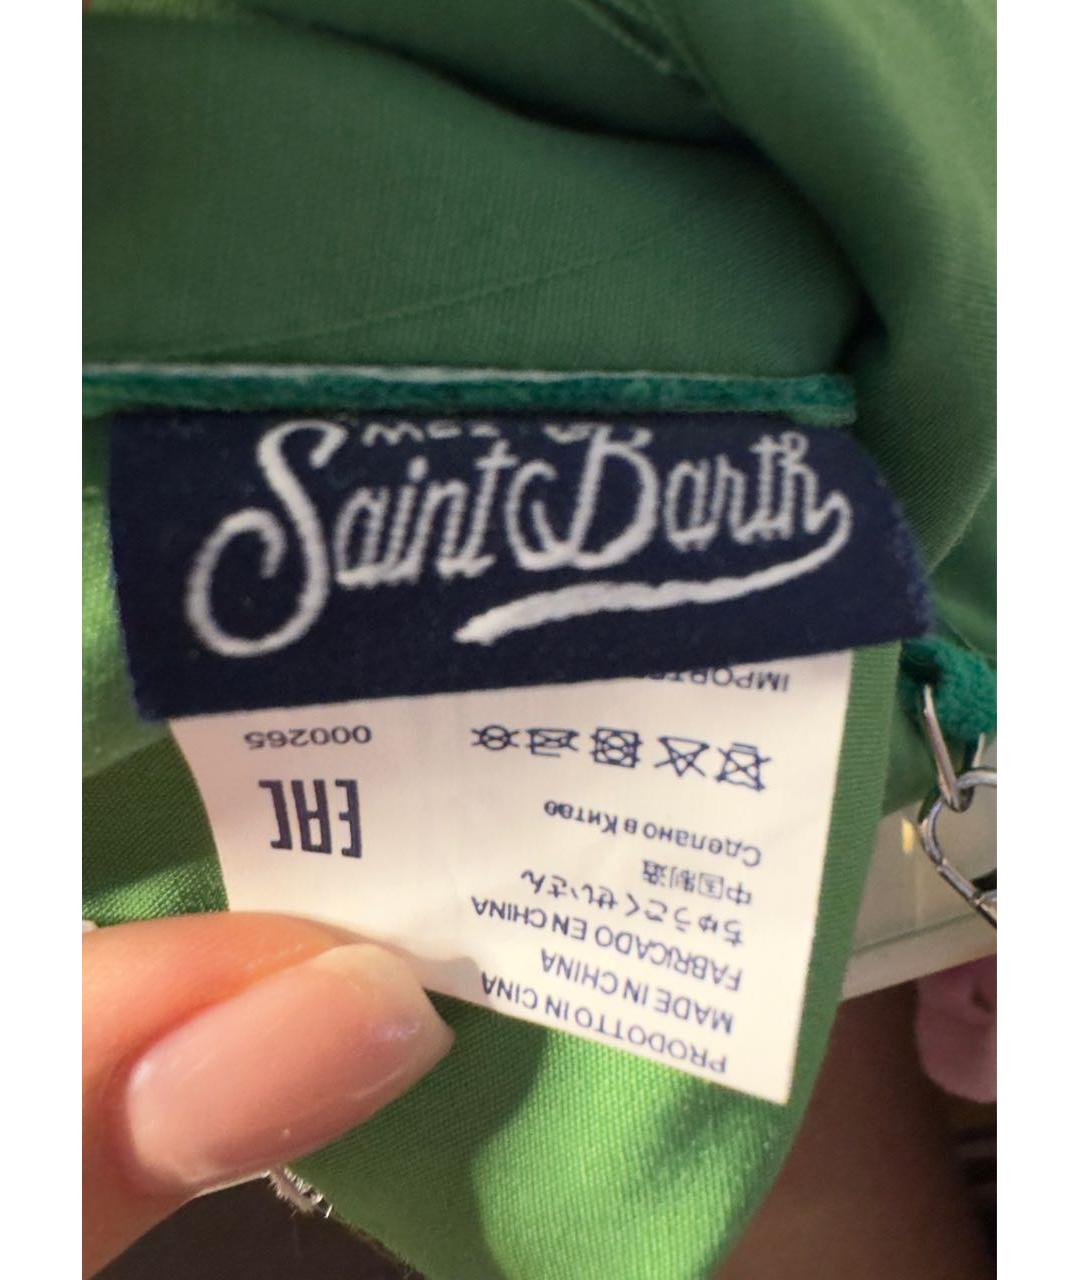 Saint Barth
PRODOTTO IN CINA
MADE IN CHINA
FABRICADO EN CHINA
ちゅうごくせいさん
中国制造
Сделано в Китае
EAC
000265